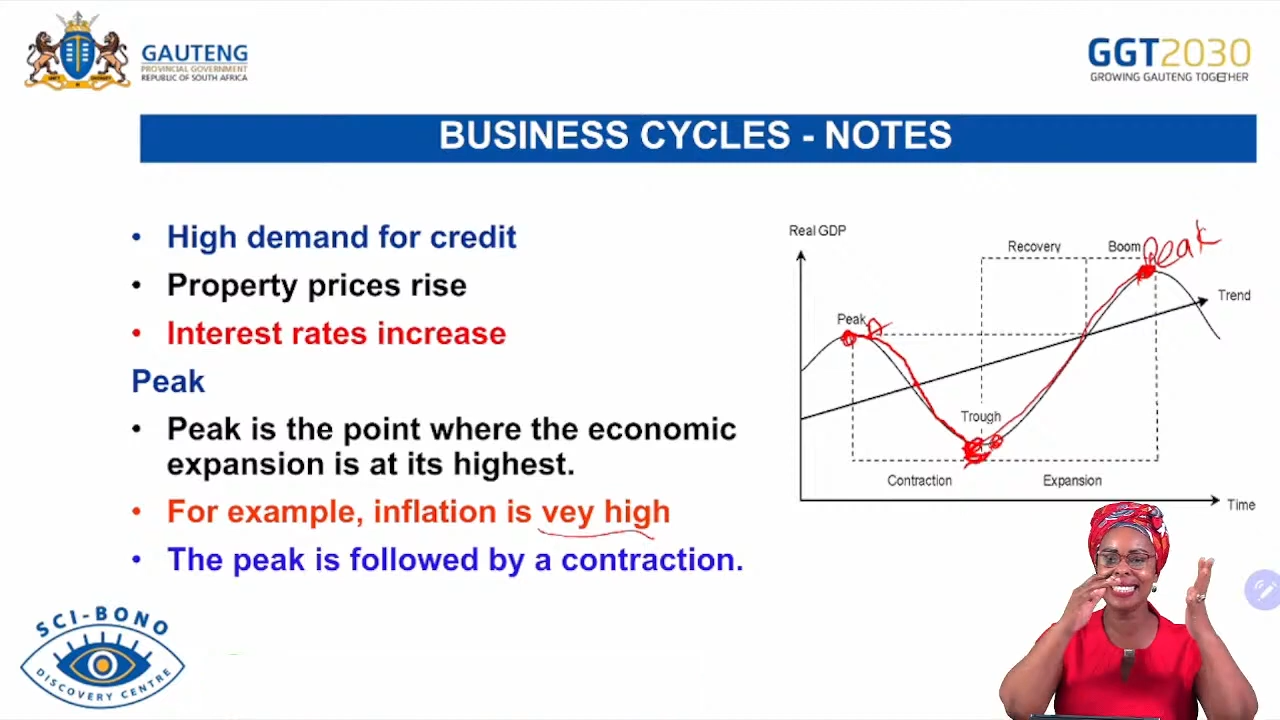 GAUTENG
PROVINCIAL GOVERNMENT
REPUBLIC OF SOUTH AFRICA
GGT2030
GROWING GAUTENG TOGETHER
BUSINESS CYCLES - NOTES
• High demand for credit
• Property prices rise
• Interest rates increase
Peak
• Peak is the point where the economic
expansion is at its highest.
• For example, inflation is vey high
• The peak is followed by a contraction.
Real GDP
Recovery
Boom
Peak
Trend
Peak
A
Trough
Contraction
Expansion
Time
SCI-BONO
DISCOVERY CENTRE